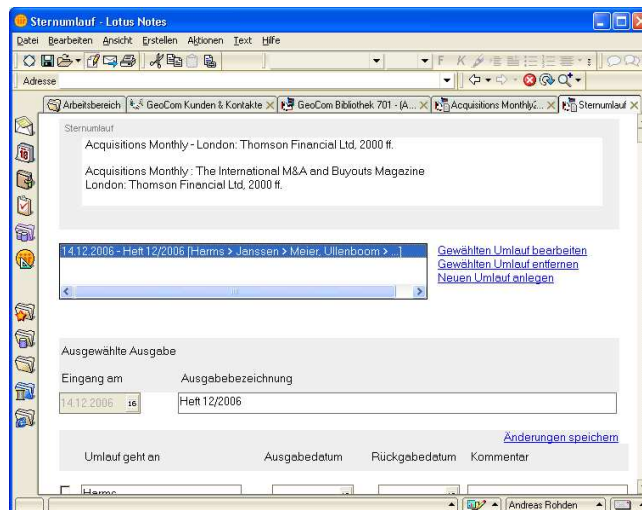 Sternumlauf - Lotus Notes
Datei Bearbeiten Ansicht Erstellen Aktionen Text Hilfe
F K
Adresse
Arbeitsbereich GeoCom Kunden & Kontakte GeoCom Bibliothek 701 - (A... Acquisitions Monthly:... Sternumlauf
Sternumlauf
Acquisitions Monthly - London: Thomson Financial Ltd, 2000 ff.
Acquisitions Monthly : The International M&A and Buyouts Magazine
London: Thomson Financial Ltd, 2000 ff.
14.12.2006 - Heft 12/2006 [Harms > Janssen > Meier, Ullenboom > ...]
Gewählten Umlauf bearbeiten
Gewählten Umlauf entfernen
Neuen Umlauf anlegen
Ausgewählte Ausgabe
Eingang am Ausgabebezeichnung
14.12.2006 16 Heft 12/2006
Änderungen speichern
Umlauf geht an Ausgabedatum Rückgabedatum Kommentar
Harms
Andreas Rohden